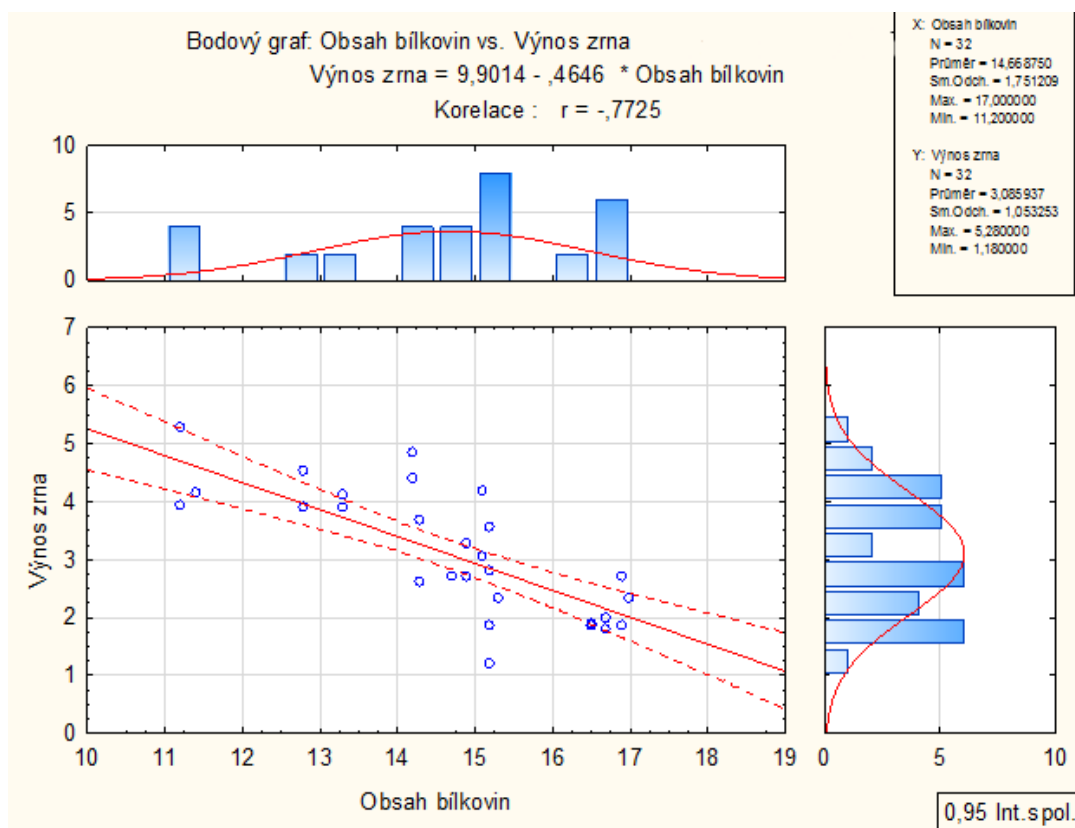 Bodový graf: Obsah bílkovin vs. Výnos zrna
Výnos zrna = 9,9014 - ,4646 * Obsah bílkovin
Korelace : r = -,7725
X: Obsah bílkovin
N = 32
Průměr = 14,668750
Sm.Odch. = 1,751209
Max. = 17,000000
Min. = 11,200000
Y: Výnos zrna
N = 32
Průměr = 3,085937
Sm.Odch. = 1,053253
Max. = 5,280000
Min. = 1,180000
10
5
0
7
6
5
4
3
2
1
0
Výnos zrna
10 11 12 13 14 15 16 17 18 19
0 5 10
Obsah bílkovin
0,95 Int.spol.